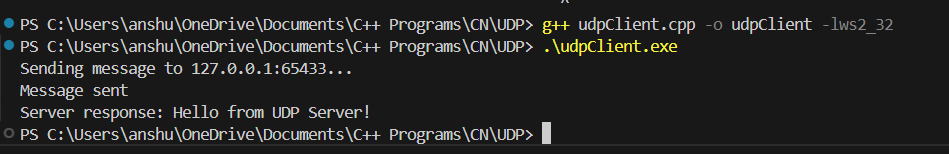 PS C:\Users\anshu\OneDrive\Documents\C++ Programs\CN\UDP> g++ udpClient.cpp -o udpClient -lws2_32
PS C:\Users\anshu\OneDrive\Documents\C++ Programs\CN\UDP> .\udpClient.exe
Sending message to 127.0.0.1:65433...
Message sent
Server response: Hello from UDP Server!
PS C:\Users\anshu\OneDrive\Documents\C++ Programs\CN\UDP>